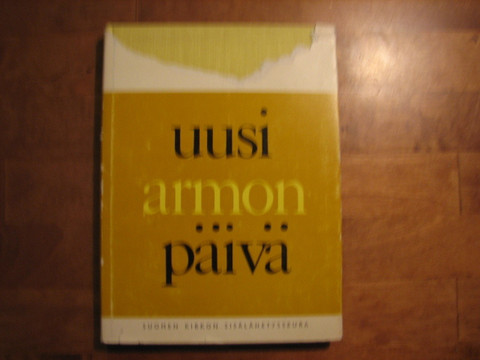 uusi
armon
päivä
SUOMEN KIRKON SISÄLÄHETYSSEURA